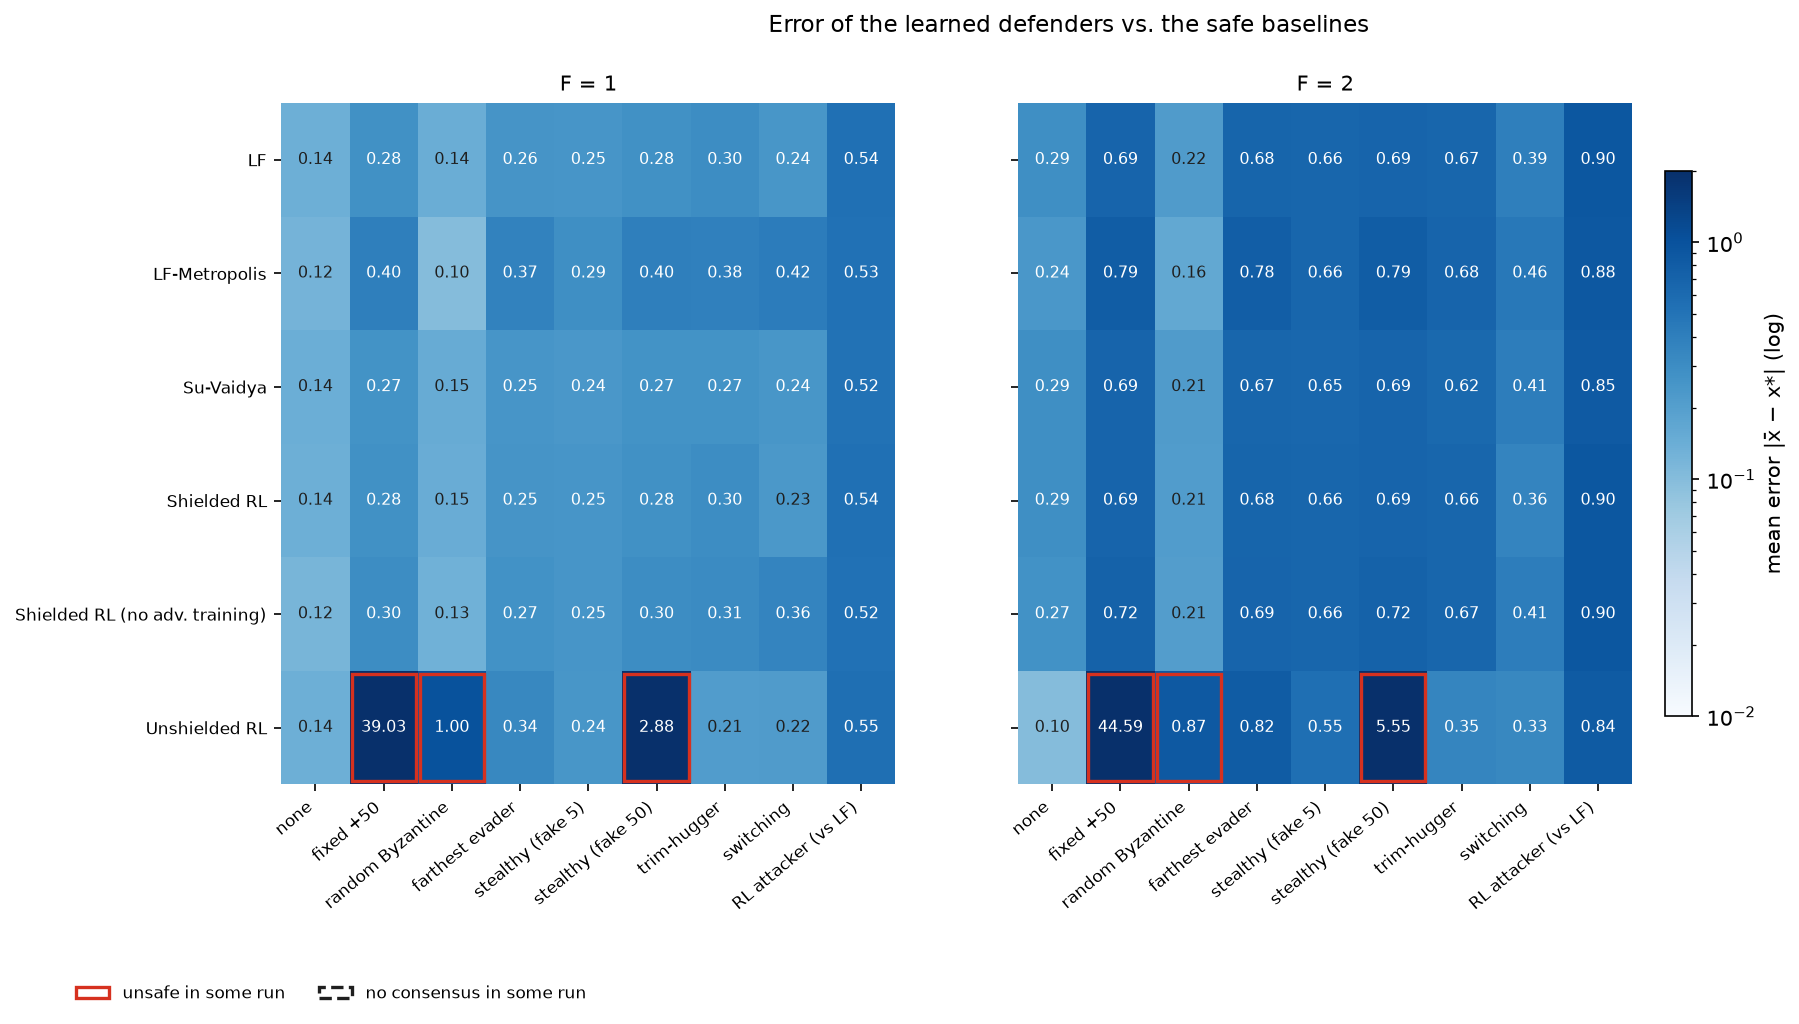 Error of the learned defenders vs. the safe baselines
F = 1
F = 2
LF 0.14 0.28 0.14 0.26 0.25 0.28 0.30 0.24 0.54 0.29 0.69 0.22 0.68 0.66 0.69 0.67 0.39 0.90
LF-Metropolis 0.12 0.40 0.10 0.37 0.29 0.40 0.38 0.42 0.53 0.24 0.79 0.16 0.78 0.66 0.79 0.68 0.46 0.88
Su-Vaidya 0.14 0.27 0.15 0.25 0.24 0.27 0.27 0.24 0.52 0.29 0.69 0.21 0.67 0.65 0.69 0.62 0.41 0.85
Shielded RL 0.14 0.28 0.15 0.25 0.25 0.28 0.30 0.23 0.54 0.29 0.69 0.21 0.68 0.66 0.69 0.66 0.36 0.90
Shielded RL (no adv. training) 0.12 0.30 0.13 0.27 0.25 0.30 0.31 0.36 0.52 0.27 0.72 0.21 0.69 0.66 0.72 0.67 0.41 0.90
Unshielded RL 0.14 39.03 1.00 0.34 0.24 2.88 0.21 0.22 0.55 0.10 44.59 0.87 0.82 0.55 5.55 0.35 0.33 0.84
none
fixed +50
random Byzantine
farthest evader
stealthy (fake 5)
stealthy (fake 50)
trim-hugger
switching
RL attacker (vs LF)
none
fixed +50
random Byzantine
farthest evader
stealthy (fake 5)
stealthy (fake 50)
trim-hugger
switching
RL attacker (vs LF)
10⁰
10⁻¹
10⁻²
mean error |x̄ − x*| (log)
unsafe in some run
no consensus in some run